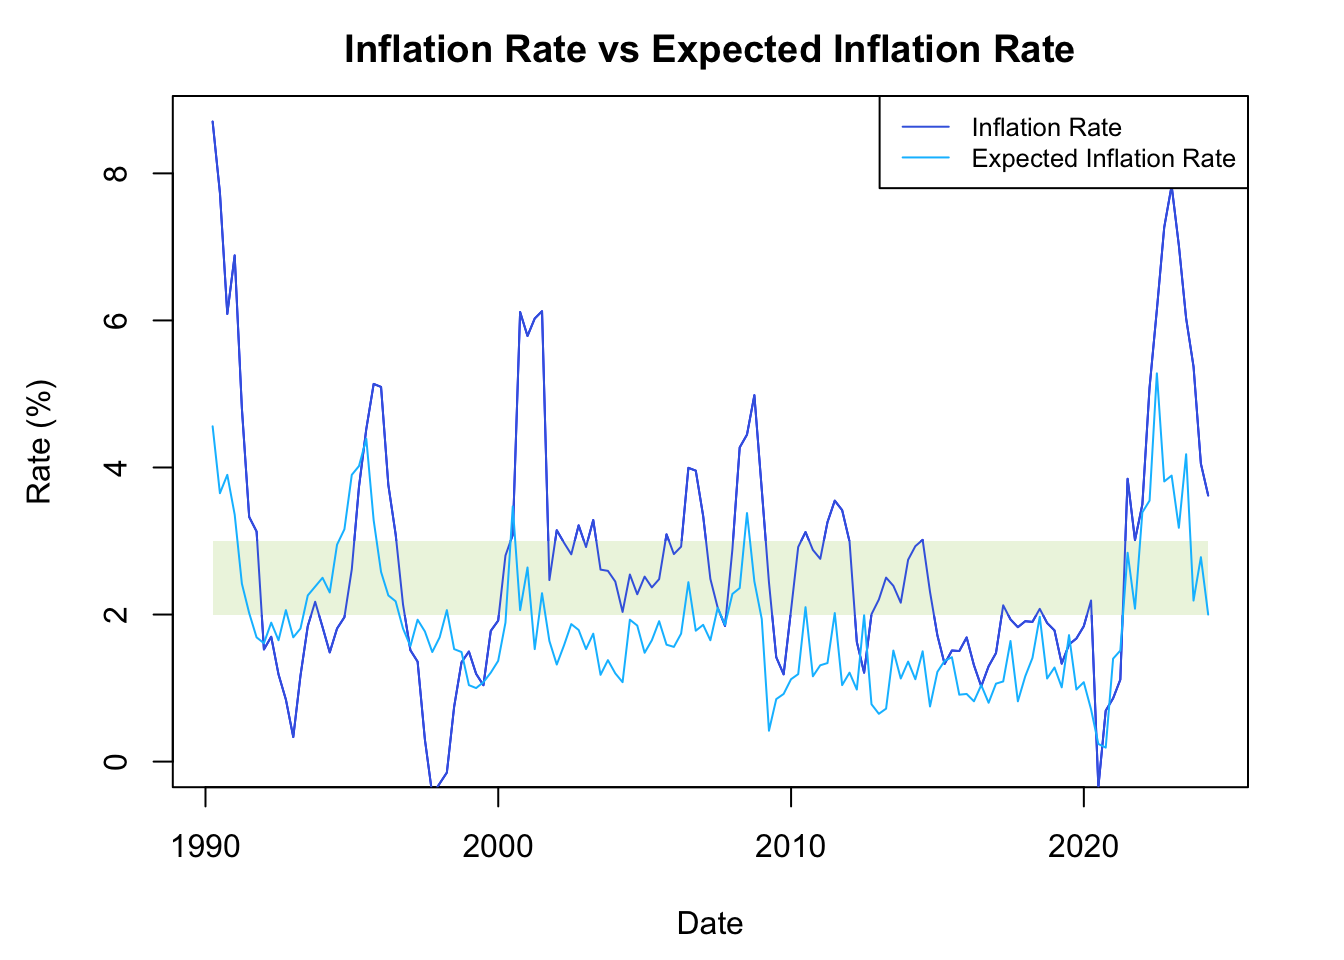 Inflation Rate vs Expected Inflation Rate
Inflation Rate
Expected Inflation Rate
Rate (%)
8
6
4
2
0
1990 2000 2010 2020
Date